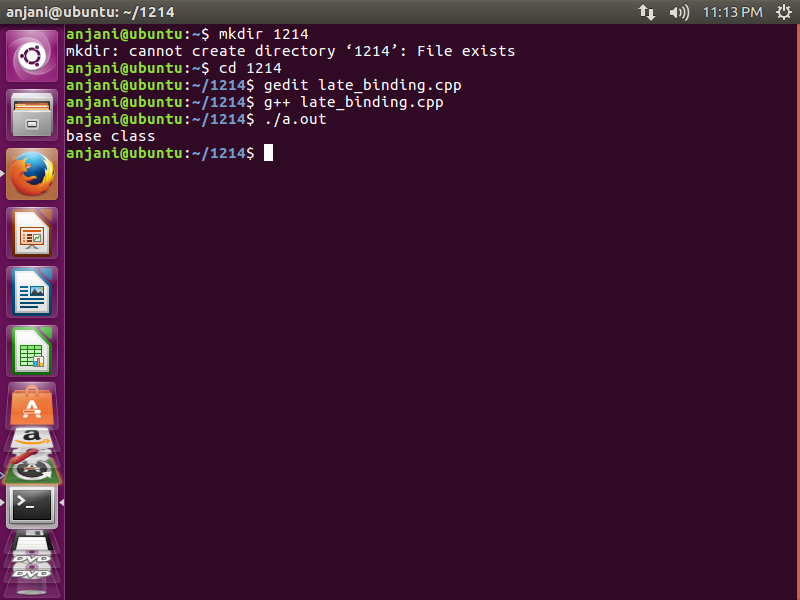 anjani@ubuntu: ~/1214
11:13 PM
anjani@ubuntu:~$ mkdir 1214
mkdir: cannot create directory ‘1214’: File exists
anjani@ubuntu:~$ cd 1214
anjani@ubuntu:~/1214$ gedit late_binding.cpp
anjani@ubuntu:~/1214$ g++ late_binding.cpp
anjani@ubuntu:~/1214$ ./a.out
base class
anjani@ubuntu:~/1214$
A
a
>_
DVD
DVD